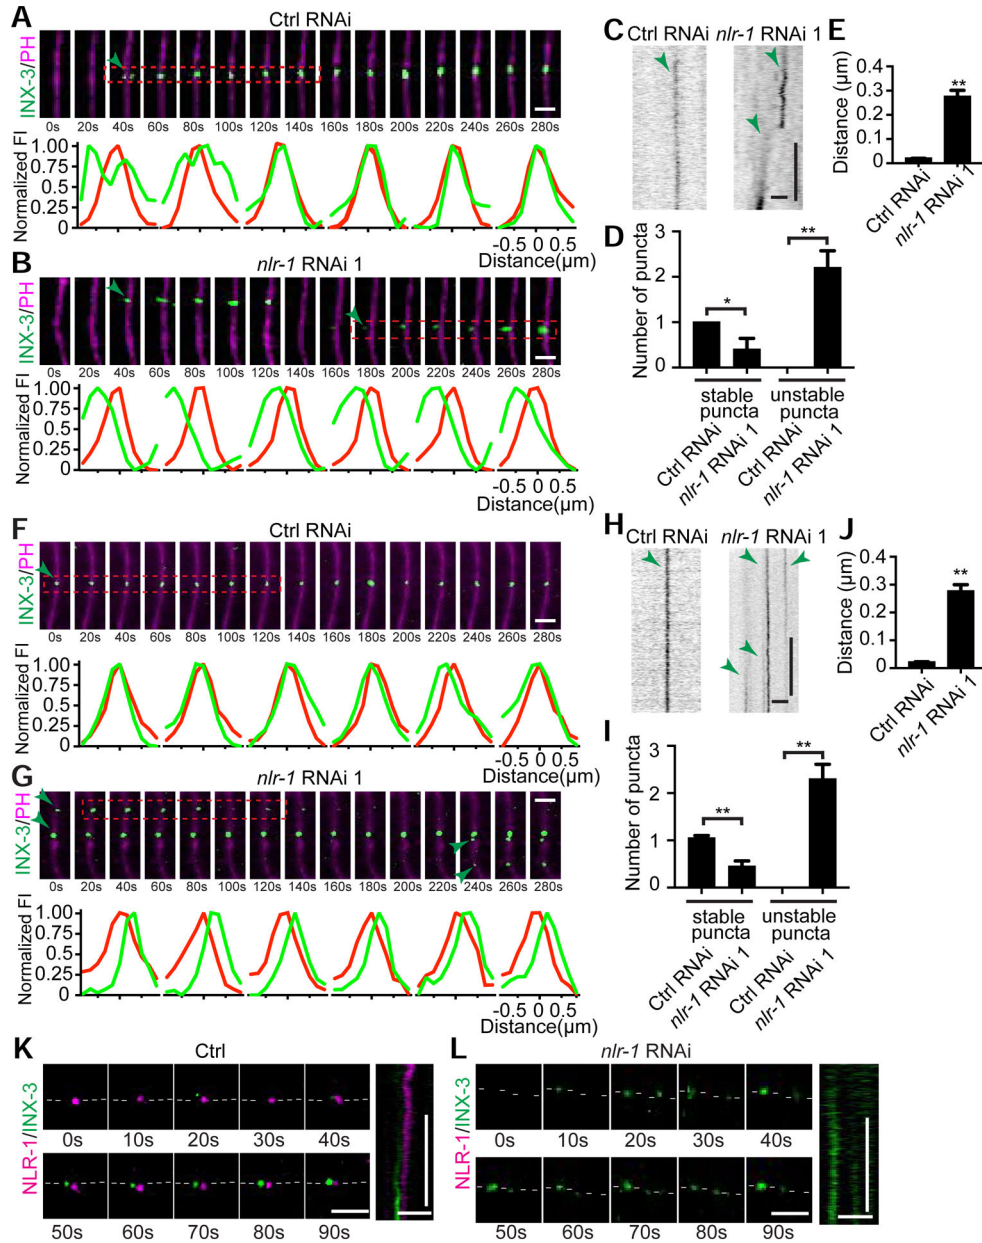 A
Ctrl RNAi
INX-3/PH
0s 20s 40s 60s 80s 100s 120s 140s 160s 180s 200s 220s 240s 260s 280s
Normalized FI
1.00
0.75
0.50
0.25
0
-0.5 0 0.5
Distance(µm)
B
nlr-1 RNAi 1
INX-3/PH
0s 20s 40s 60s 80s 100s 120s 140s 160s 180s 200s 220s 240s 260s 280s
Normalized FI
1.00
0.75
0.50
0.25
0
-0.5 0 0.5
Distance(µm)
C
Ctrl RNAi nlr-1 RNAi 1
E
Distance (µm)
0.4
0.3
0.2
0.1
0
**
Ctrl RNAi
nlr-1 RNAi 1
D
Number of puncta
3
2
1
0
*
**
stable puncta
unstable puncta
Ctrl RNAi
nlr-1 RNAi 1
Ctrl RNAi
nlr-1 RNAi 1
F
Ctrl RNAi
INX-3/PH
0s 20s 40s 60s 80s 100s 120s 140s 160s 180s 200s 220s 240s 260s 280s
Normalized FI
1.00
0.75
0.50
0.25
0
-0.5 0 0.5
Distance(µm)
G
nlr-1 RNAi 1
INX-3/PH
0s 20s 40s 60s 80s 100s 120s 140s 160s 180s 200s 220s 240s 260s 280s
Normalized FI
1.00
0.75
0.50
0.25
0
-0.5 0 0.5
Distance(µm)
H
Ctrl RNAi nlr-1 RNAi 1
J
Distance (µm)
0.4
0.3
0.2
0.1
0
**
Ctrl RNAi
nlr-1 RNAi 1
I
Number of puncta
3
2
1
0
**
**
stable puncta
unstable puncta
Ctrl RNAi
nlr-1 RNAi 1
Ctrl RNAi
nlr-1 RNAi 1
K
Ctrl
NLR-1/INX-3
0s 10s 20s 30s 40s
50s 60s 70s 80s 90s
L
nlr-1 RNAi
NLR-1/INX-3
0s 10s 20s 30s 40s
50s 60s 70s 80s 90s